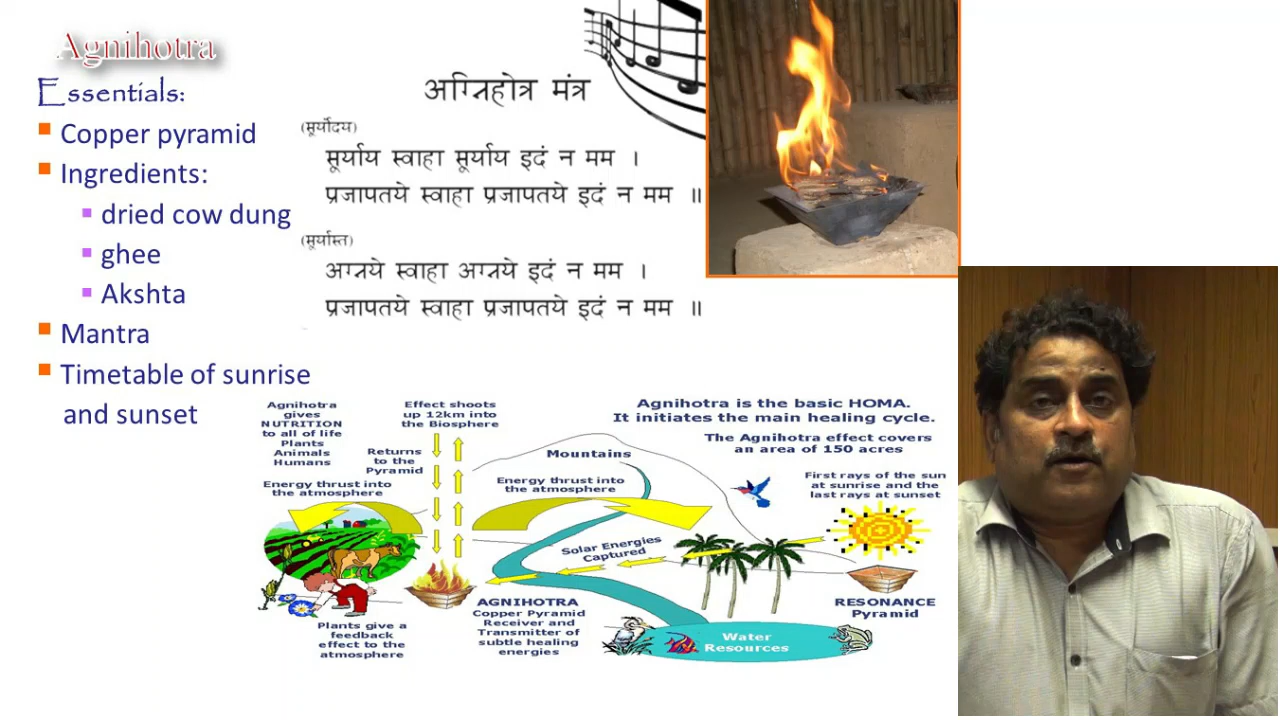 Agnihotra
Essentials:
Copper pyramid
Ingredients:
dried cow dung
ghee
Akshta
Mantra
Timetable of sunrise
and sunset
अग्निहोत्र मंत्र
(सूर्योदय)
सूर्याय स्वाहा सूर्याय इदं न मम ।
प्रजापतये स्वाहा प्रजापतये इदं न मम ॥
(सूर्यास्त)
अग्नये स्वाहा अग्नये इदं न मम ।
प्रजापतये स्वाहा प्रजापतये इदं न मम ॥
Agnihotra
gives
NUTRITION
to all of life
Plants
Animals
Humans
Energy thrust into
the atmosphere
Effect shoots
up 12km into
the Biosphere
Returns
to the
Pyramid
Agnihotra is the basic HOMA.
It initiates the main healing cycle.
The Agnihotra effect covers
an area of 150 acres
Mountains
Energy thrust into
the atmosphere
First rays of the sun
at sunrise and the
last rays at sunset
Solar Energies
Captured
AGNIHOTRA
Copper Pyramid
Receiver and
Transmitter of
subtle healing
energies
RESONANCE
Pyramid
Plants give a
feedback
effect to the
atmosphere
Water
Resources